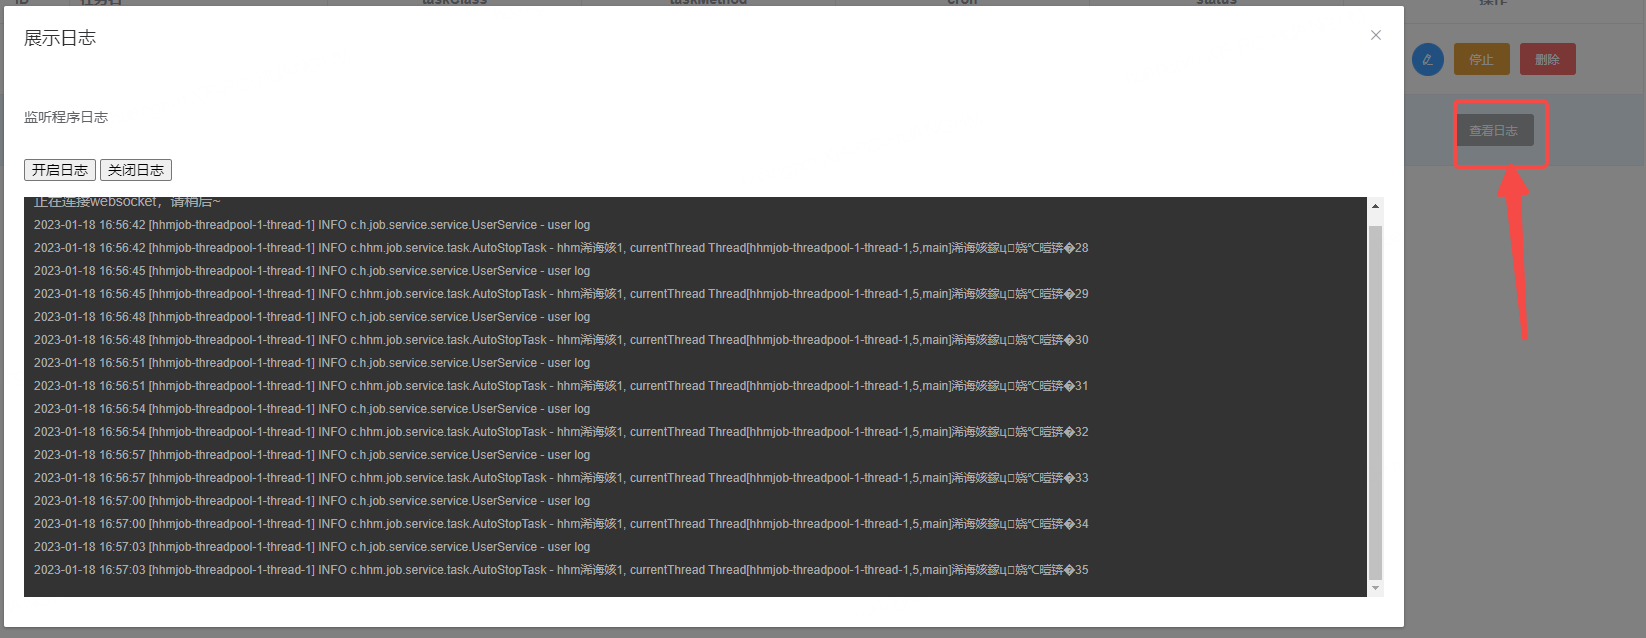 taskClass taskMethod cron status
展示日志
停止 删除
监听程序日志
查看日志
开启日志 关闭日志
正在连接websocket，请稍后~
2023-01-18 16:56:42 [hhmjob-threadpool-1-thread-1] INFO c.h.job.service.service.UserService - user log
2023-01-18 16:56:42 [hhmjob-threadpool-1-thread-1] INFO c.hhm.job.service.task.AutoStopTask - hhm浠诲姟1, currentThread Thread[hhmjob-threadpool-1-thread-1,5,main]浠诲姟鎵ц娆℃暟锛�28
2023-01-18 16:56:45 [hhmjob-threadpool-1-thread-1] INFO c.h.job.service.service.UserService - user log
2023-01-18 16:56:45 [hhmjob-threadpool-1-thread-1] INFO c.hhm.job.service.task.AutoStopTask - hhm浠诲姟1, currentThread Thread[hhmjob-threadpool-1-thread-1,5,main]浠诲姟鎵ц娆℃暟锛�29
2023-01-18 16:56:48 [hhmjob-threadpool-1-thread-1] INFO c.h.job.service.service.UserService - user log
2023-01-18 16:56:48 [hhmjob-threadpool-1-thread-1] INFO c.hhm.job.service.task.AutoStopTask - hhm浠诲姟1, currentThread Thread[hhmjob-threadpool-1-thread-1,5,main]浠诲姟鎵ц娆℃暟锛�30
2023-01-18 16:56:51 [hhmjob-threadpool-1-thread-1] INFO c.h.job.service.service.UserService - user log
2023-01-18 16:56:51 [hhmjob-threadpool-1-thread-1] INFO c.hhm.job.service.task.AutoStopTask - hhm浠诲姟1, currentThread Thread[hhmjob-threadpool-1-thread-1,5,main]浠诲姟鎵ц娆℃暟锛�31
2023-01-18 16:56:54 [hhmjob-threadpool-1-thread-1] INFO c.h.job.service.service.UserService - user log
2023-01-18 16:56:54 [hhmjob-threadpool-1-thread-1] INFO c.hhm.job.service.task.AutoStopTask - hhm浠诲姟1, currentThread Thread[hhmjob-threadpool-1-thread-1,5,main]浠诲姟鎵ц娆℃暟锛�32
2023-01-18 16:56:57 [hhmjob-threadpool-1-thread-1] INFO c.h.job.service.service.UserService - user log
2023-01-18 16:56:57 [hhmjob-threadpool-1-thread-1] INFO c.hhm.job.service.task.AutoStopTask - hhm浠诲姟1, currentThread Thread[hhmjob-threadpool-1-thread-1,5,main]浠诲姟鎵ц娆℃暟锛�33
2023-01-18 16:57:00 [hhmjob-threadpool-1-thread-1] INFO c.h.job.service.service.UserService - user log
2023-01-18 16:57:00 [hhmjob-threadpool-1-thread-1] INFO c.hhm.job.service.task.AutoStopTask - hhm浠诲姟1, currentThread Thread[hhmjob-threadpool-1-thread-1,5,main]浠诲姟鎵ц娆℃暟锛�34
2023-01-18 16:57:03 [hhmjob-threadpool-1-thread-1] INFO c.h.job.service.service.UserService - user log
2023-01-18 16:57:03 [hhmjob-threadpool-1-thread-1] INFO c.hhm.job.service.task.AutoStopTask - hhm浠诲姟1, currentThread Thread[hhmjob-threadpool-1-thread-1,5,main]浠诲姟鎵ц娆℃暟锛�35